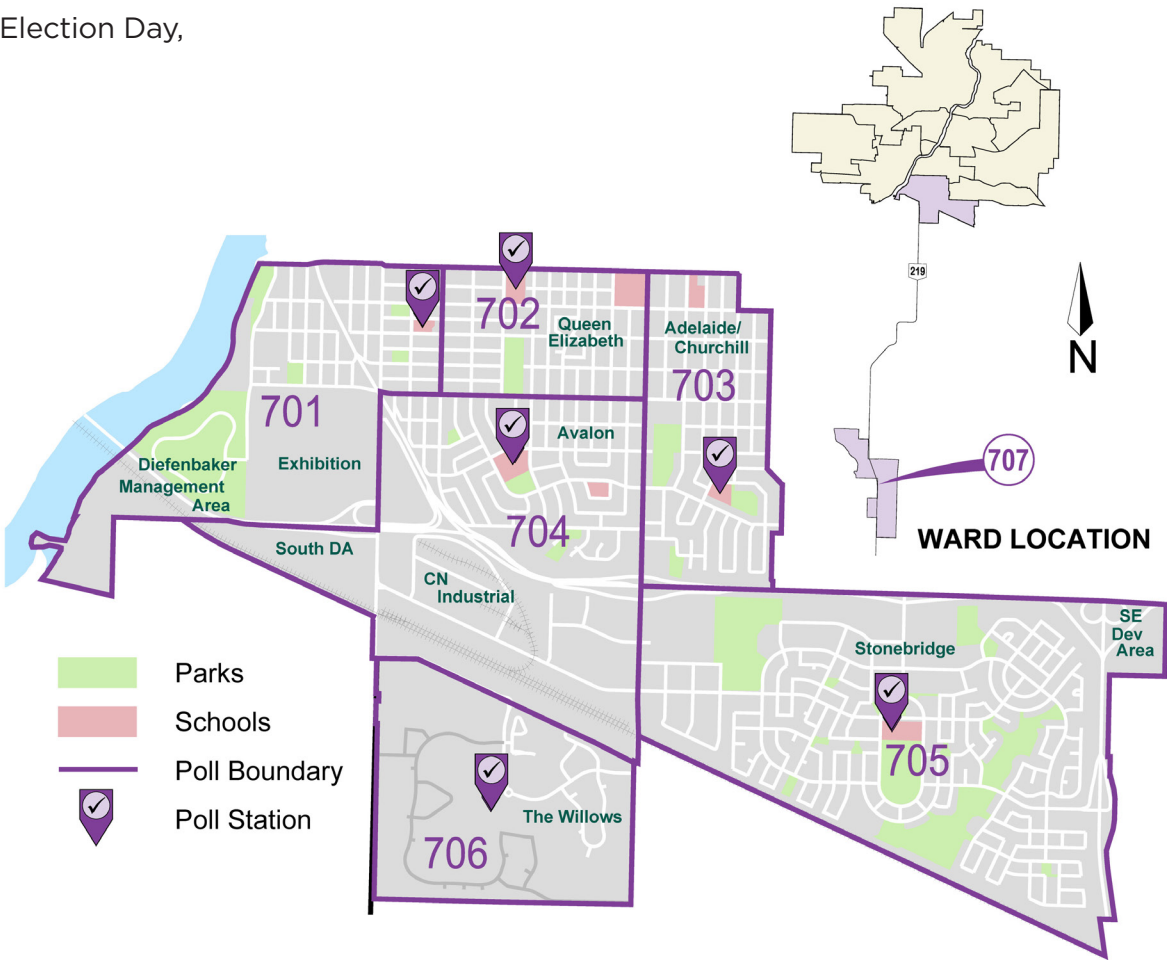 Election Day,
219
N
707
WARD LOCATION
702
Queen
Elizabeth
Adelaide/
Churchill
703
701
Avalon
Diefenbaker
Management
Area
Exhibition
704
South DA
CN
Industrial
SE
Dev
Area
Stonebridge
705
The Willows
706
Parks
Schools
Poll Boundary
Poll Station